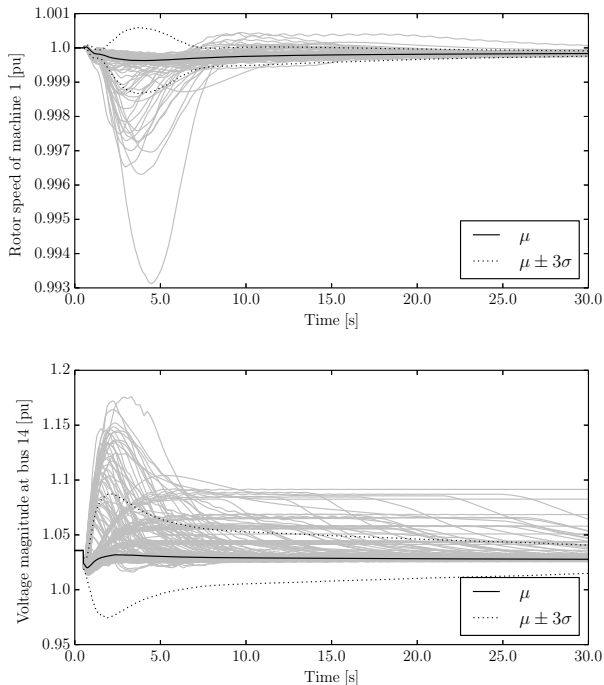 1.001
1.000
0.999
0.998
0.997
0.996
0.995
0.994
0.993
Rotor speed of machine 1 [pu]
μ
μ ± 3σ
0.0 5.0 10.0 15.0 20.0 25.0 30.0
Time [s]
1.2
1.15
1.1
1.05
1.0
0.95
Voltage magnitude at bus 14 [pu]
μ
μ ± 3σ
0.0 5.0 10.0 15.0 20.0 25.0 30.0
Time [s]